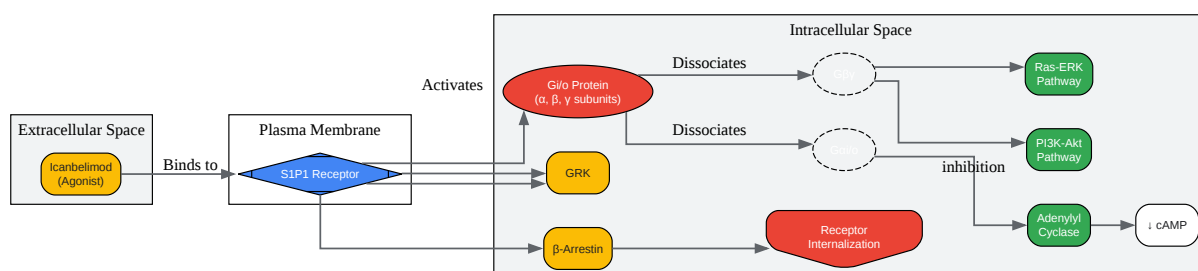 Intracellular Space
Dissociates
Gβγ
Ras-ERK
Pathway
Gi/o Protein
(α, β, γ subunits)
Activates
Extracellular Space
Plasma Membrane
Dissociates
PI3K-Akt
Pathway
Icanbelimod
(Agonist)
Binds to
S1P1 Receptor
GRK
inhibition
Adenylyl
Cyclase
↓ cAMP
β-Arrestin
Receptor
Internalization